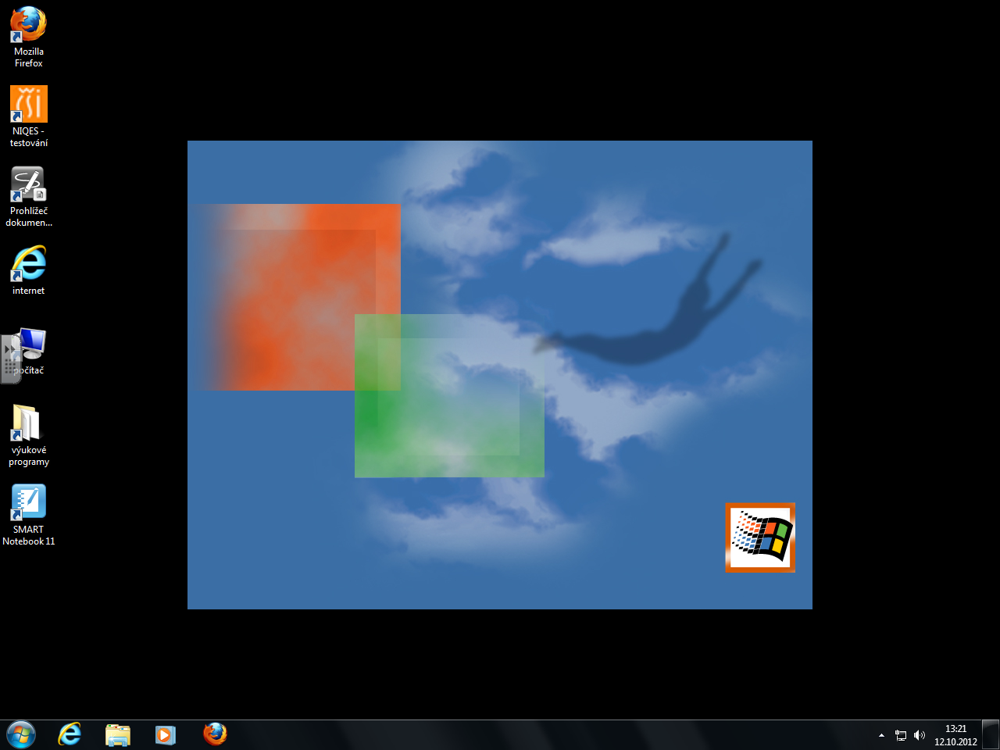 Mozilla
Firefox
NIQES -
testování
Prohlížeč
dokumen...
internet
počítač
výukové
programy
SMART
Notebook 11
13:21
12.10.2012